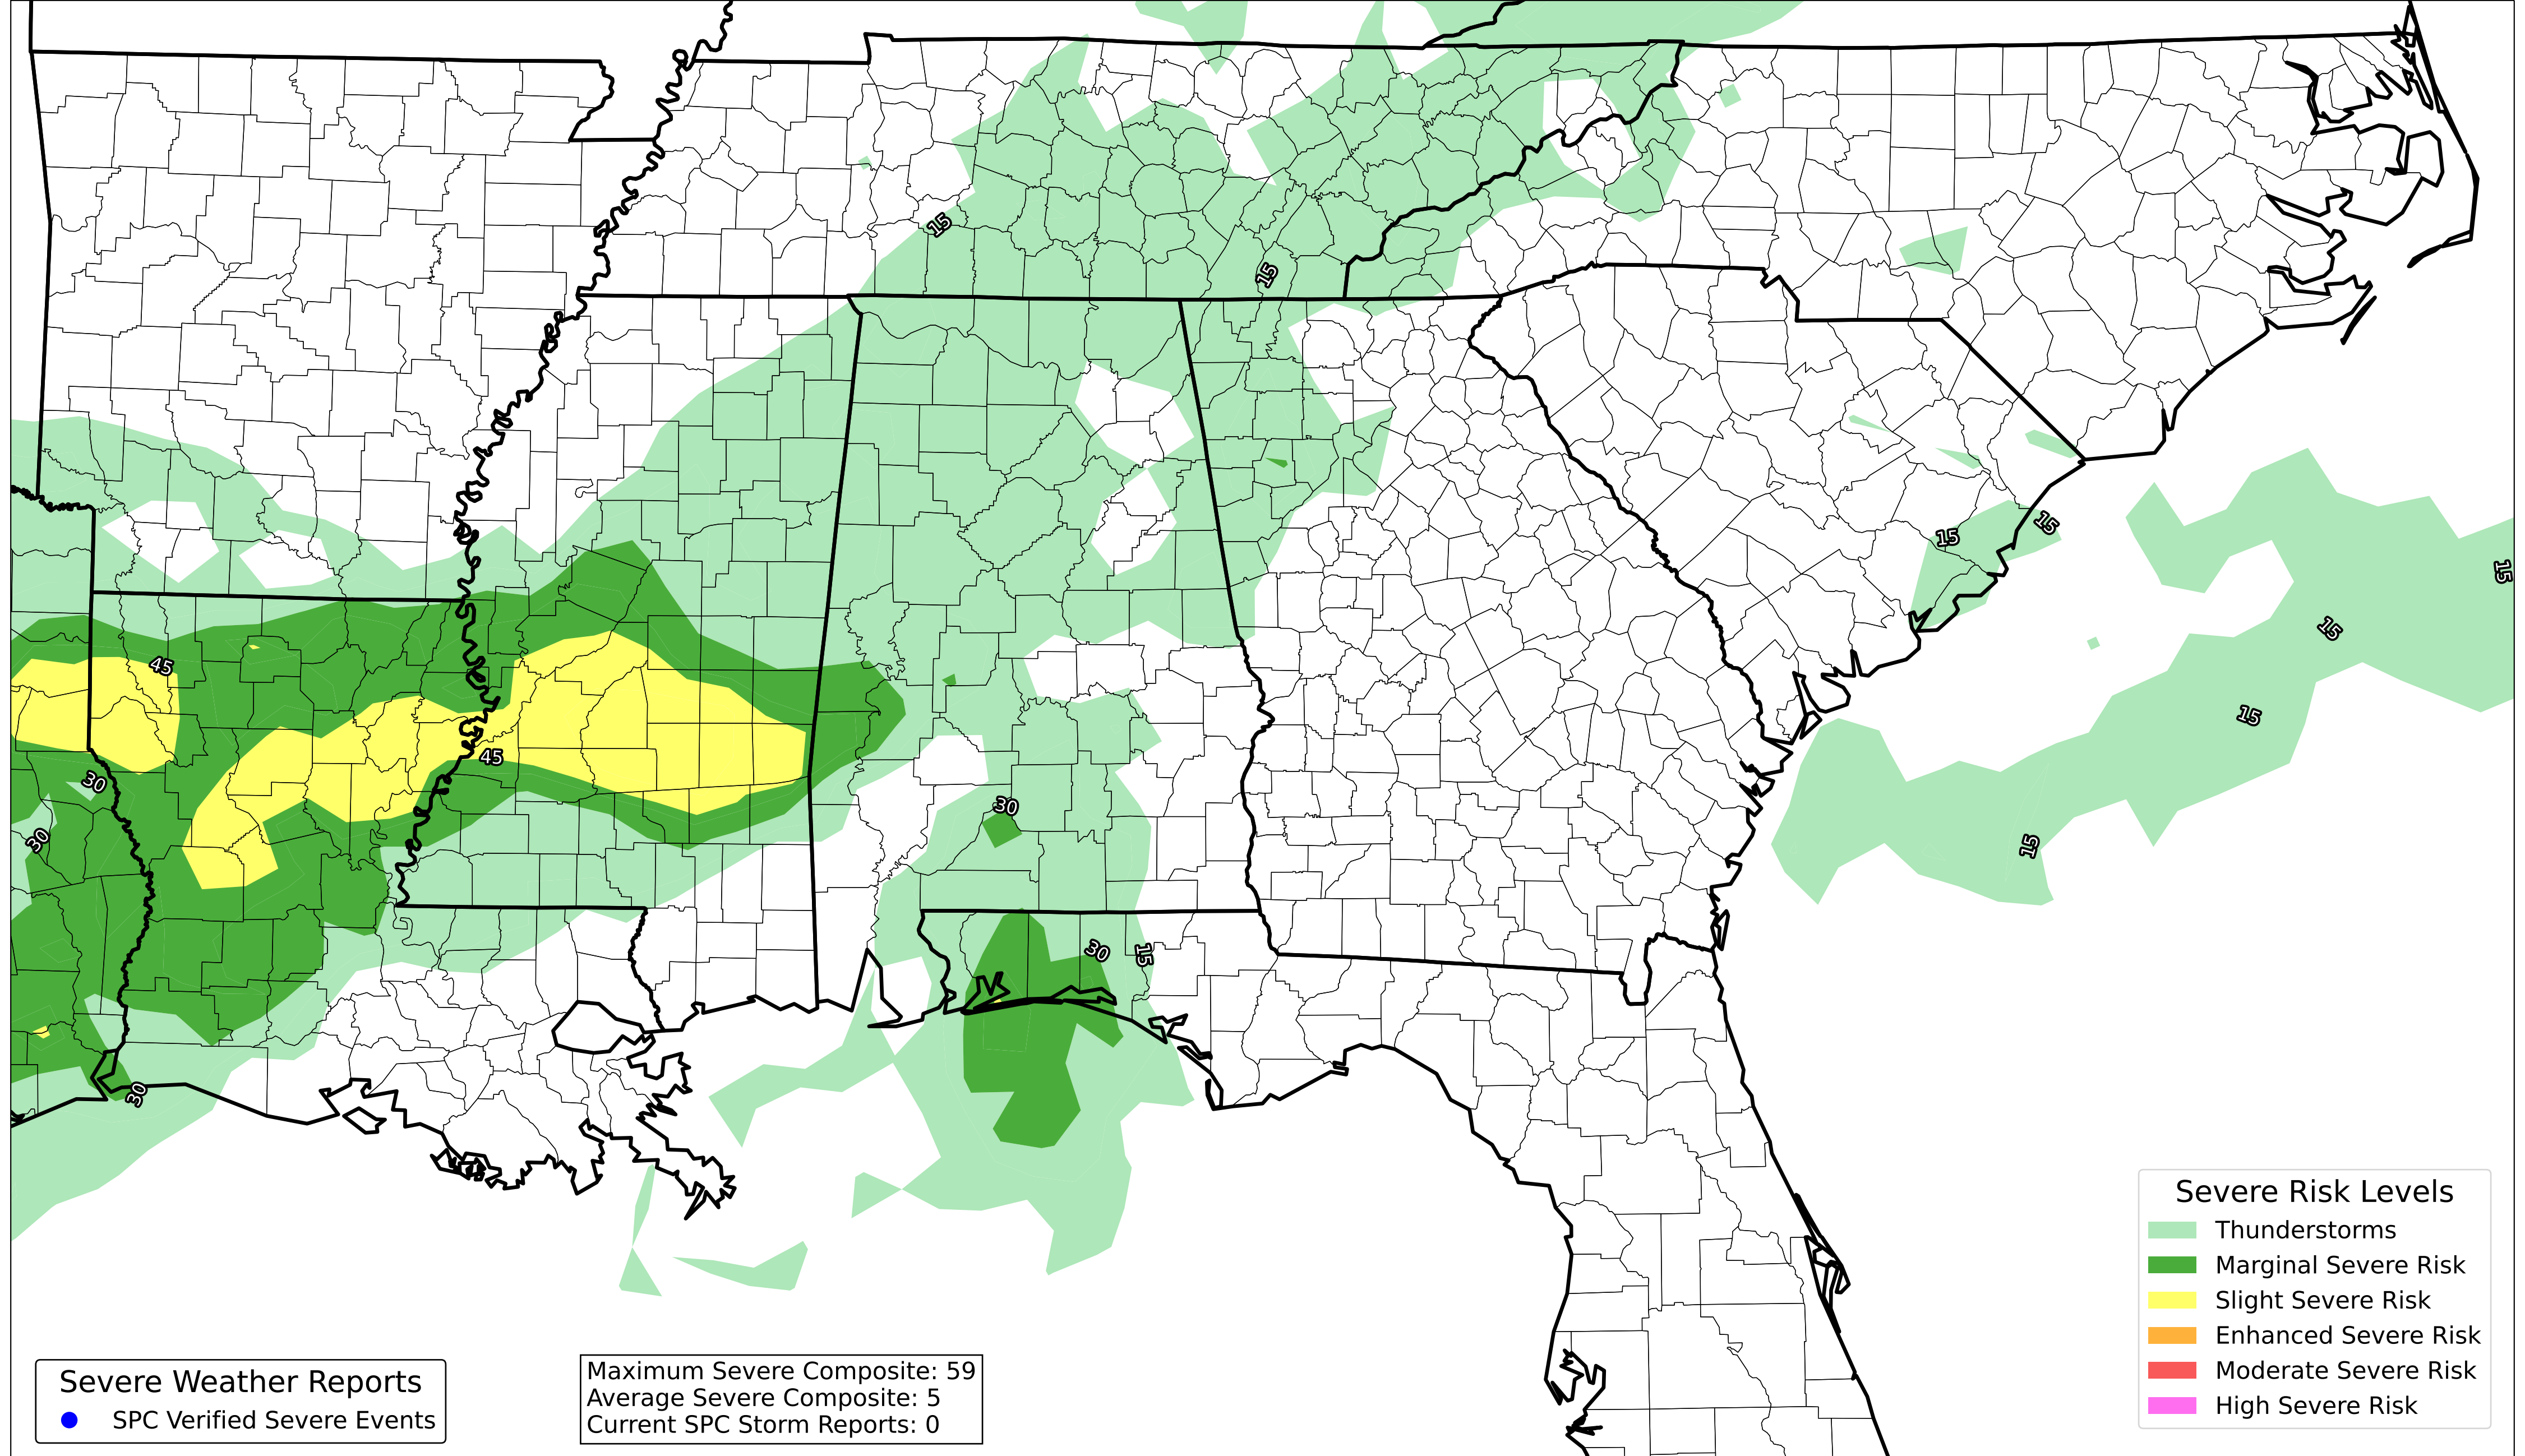 15
15
15
15
15
45
15
15
45
30
30
30
15
30
15
30
Severe Risk Levels
Thunderstorms
Marginal Severe Risk
Slight Severe Risk
Enhanced Severe Risk
Moderate Severe Risk
High Severe Risk
Severe Weather Reports
SPC Verified Severe Events
Maximum Severe Composite: 59
Average Severe Composite: 5
Current SPC Storm Reports: 0